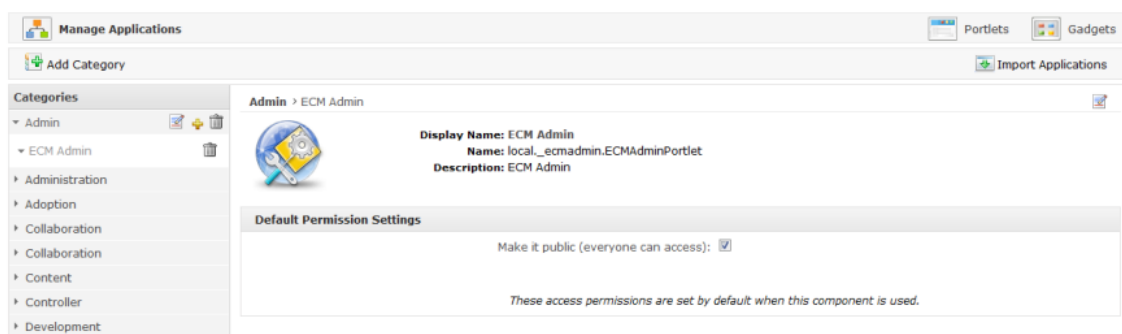 Manage Applications
Portlets
Gadgets
Add Category
Import Applications
Categories
Admin
ECM Admin
Administration
Adoption
Collaboration
Collaboration
Content
Controller
Development
Admin > ECM Admin
Display Name: ECM Admin
Name: local._ecmadmin.ECMAdminPortlet
Description: ECM Admin
Default Permission Settings
Make it public (everyone can access):
These access permissions are set by default when this component is used.